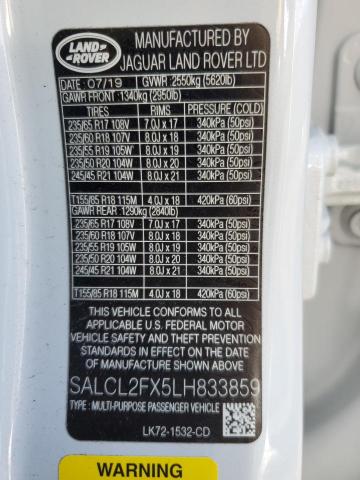 LAND-
-ROVER
MANUFACTURED BY
JAGUAR LAND ROVER LTD
DATE : 07/19 GVWR : 2550kg (5620lb)
GAWR FRONT : 1340kg (2950lb)
TIRES RIMS PRESSURE (COLD)
235/65 R17 108V 7.0J x 17 340kPa (50psi)
235/60 R18 107V 8.0J x 18 340kPa (50psi)
235/55 R19 105W 8.0J x 19 340kPa (50psi)
235/50 R20 104W 8.0J x 20 340kPa (50psi)
245/45 R21 104W 8.0J x 21 340kPa (50psi)
T155/85 R18 115M 4.0J x 18 420kPa (60psi)
GAWR REAR : 1290kg (2840lb)
235/65 R17 108V 7.0J x 17 340kPa (50psi)
235/60 R18 107V 8.0J x 18 340kPa (50psi)
235/55 R19 105W 8.0J x 19 340kPa (50psi)
235/50 R20 104W 8.0J x 20 340kPa (50psi)
245/45 R21 104W 8.0J x 21 340kPa (50psi)
T155/85 R18 115M 4.0J x 18 420kPa (60psi)
THIS VEHICLE CONFORMS TO ALL
APPLICABLE U.S. FEDERAL MOTOR
VEHICLE SAFETY AND THEFT PREVENTION
STANDARDS IN EFFECT ON THE DATE OF
MANUFACTURE SHOWN ABOVE.
SALCL2FX5LH833859
TYPE : MULTI-PURPOSE PASSENGER VEHICLE
LK72-1532-CD
WARNING